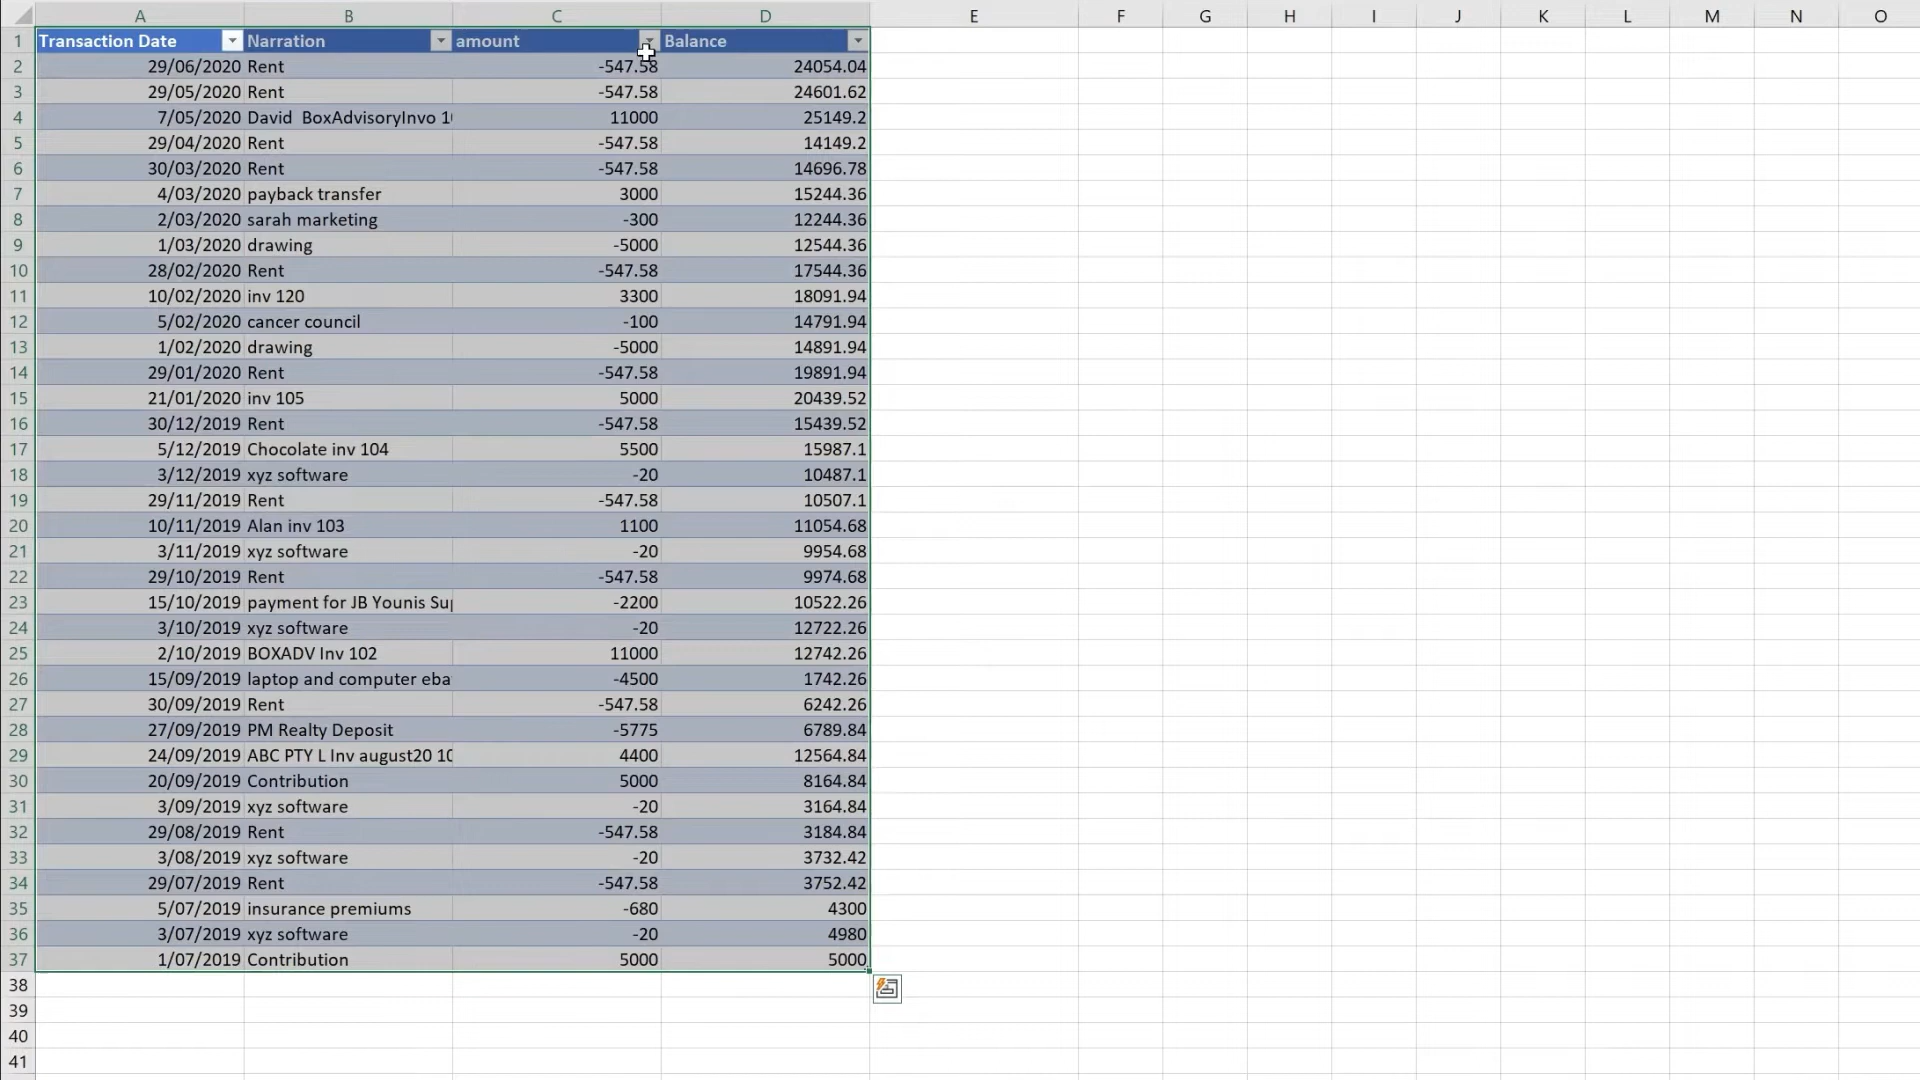 A B C D E F G H I J K L M N O
1 Transaction Date Narration amount Balance
2 29/06/2020 Rent -547.58 24054.04
3 29/05/2020 Rent -547.58 24601.62
4 7/05/2020 David BoxAdvisoryInvo 11000 25149.2
5 29/04/2020 Rent -547.58 14149.2
6 30/03/2020 Rent -547.58 14696.78
7 4/03/2020 payback transfer 3000 15244.36
8 2/03/2020 sarah marketing -300 12244.36
9 1/03/2020 drawing -5000 12544.36
10 28/02/2020 Rent -547.58 17544.36
11 10/02/2020 inv 120 3300 18091.94
12 5/02/2020 cancer council -100 14791.94
13 1/02/2020 drawing -5000 14891.94
14 29/01/2020 Rent -547.58 19891.94
15 21/01/2020 inv 105 5000 20439.52
16 30/12/2019 Rent -547.58 15439.52
17 5/12/2019 Chocolate inv 104 5500 15987.1
18 3/12/2019 xyz software -20 10487.1
19 29/11/2019 Rent -547.58 10507.1
20 10/11/2019 Alan inv 103 1100 11054.68
21 3/11/2019 xyz software -20 9954.68
22 29/10/2019 Rent -547.58 9974.68
23 15/10/2019 payment for JB Younis -2200 10522.26
24 3/10/2019 xyz software -20 12722.26
25 2/10/2019 BOXADV Inv 102 11000 12742.26
26 15/09/2019 laptop and computer eba -4500 1742.26
27 30/09/2019 Rent -547.58 6242.26
28 27/09/2019 PM Realty Deposit -5775 6789.84
29 24/09/2019 ABC PTY L Inv august20 4400 12564.84
30 20/09/2019 Contribution 5000 8164.84
31 3/09/2019 xyz software -20 3164.84
32 29/08/2019 Rent -547.58 3184.84
33 3/08/2019 xyz software -20 3732.42
34 29/07/2019 Rent -547.58 3752.42
35 5/07/2019 insurance premiums -680 4300
36 3/07/2019 xyz software -20 4980
37 1/07/2019 Contribution 5000 5000
38
39
40
41